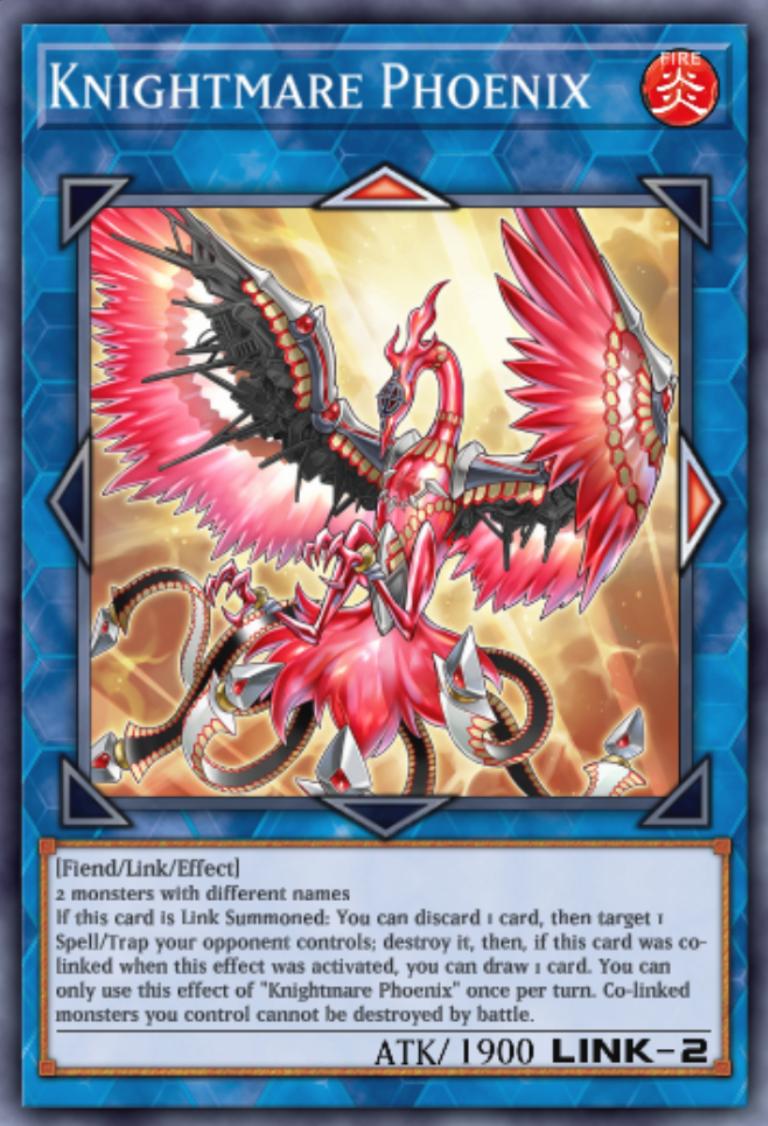 KNIGHTMARE PHOENIX
FIRE
炎
[Fiend/Link/Effect]
2 monsters with different names
If this card is Link Summoned: You can discard 1 card, then target 1
Spell/Trap your opponent controls; destroy it, then, if this card was co-
linked when this effect was activated, you can draw 1 card. You can
only use this effect of "Knightmare Phoenix" once per turn. Co-linked
monsters you control cannot be destroyed by battle.
ATK/ 1900 LINK-2